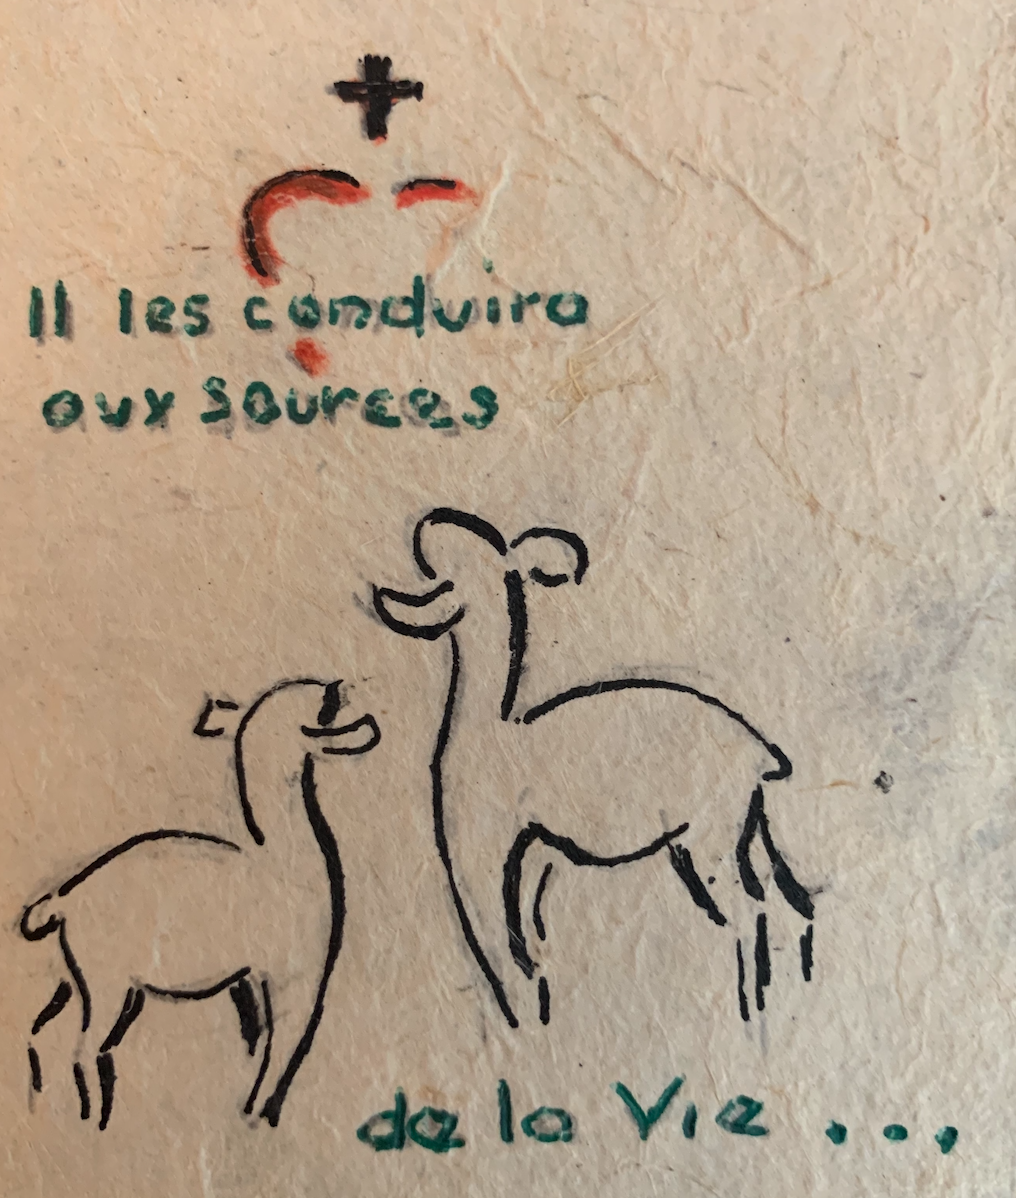 Il les conduira
aux sources
de la Vie ....